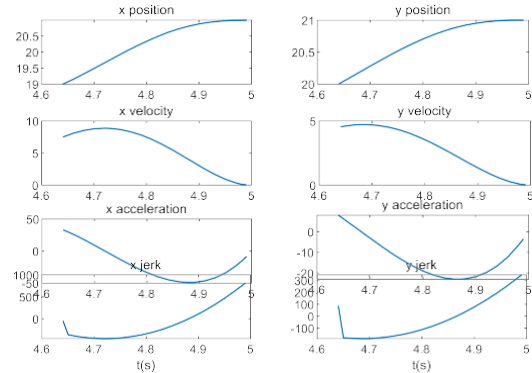 x position
20.5
20
19.5
19
4.6 4.7 4.8 4.9 5
y position
21
20.5
20
4.6 4.7 4.8 4.9 5
x velocity
10
5
0
4.6 4.7 4.8 4.9 5
y velocity
5
0
4.6 4.7 4.8 4.9 5
x acceleration
50
0
-50
4.6 4.7 4.8 4.9 5
y acceleration
0
-10
-20
4.6 4.7 4.8 4.9 5
x jerk
1000
500
0
4.6 4.7 4.8 4.9 5
t(s)
y jerk
300
200
100
0
-100
4.6 4.7 4.8 4.9 5
t(s)